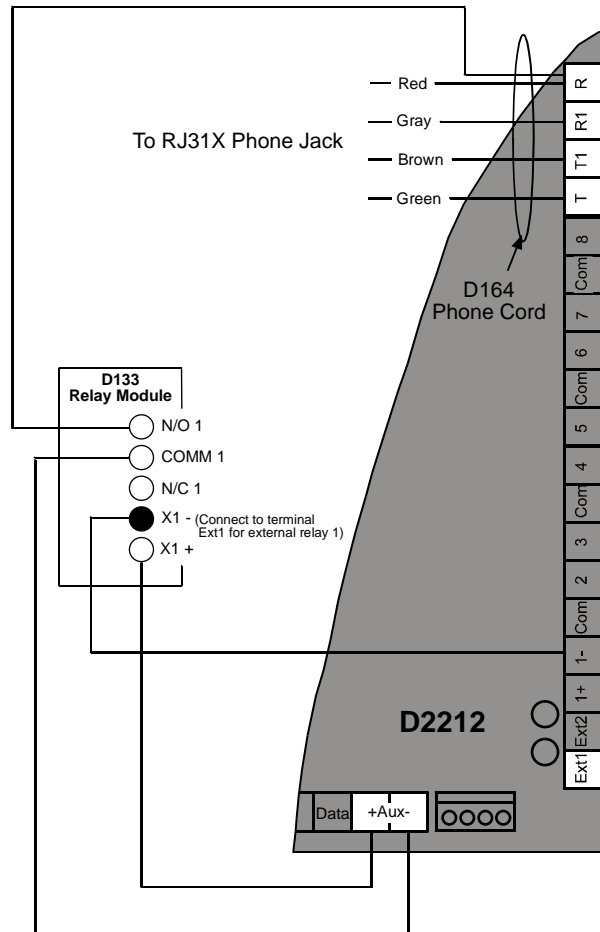 Red
Gray
To RJ31X Phone Jack
Brown
Green
D164
Phone Cord
D133
Relay Module
N/O 1
COMM 1
N/C 1
X1 - (Connect to terminal
Ext1 for external relay 1)
X1 +
D2212
Data
+Aux-
R
R1
T1
T
8
Com
7
6
Com
5
4
Com
3
2
Com
1-
1+
Ext2
Ext1